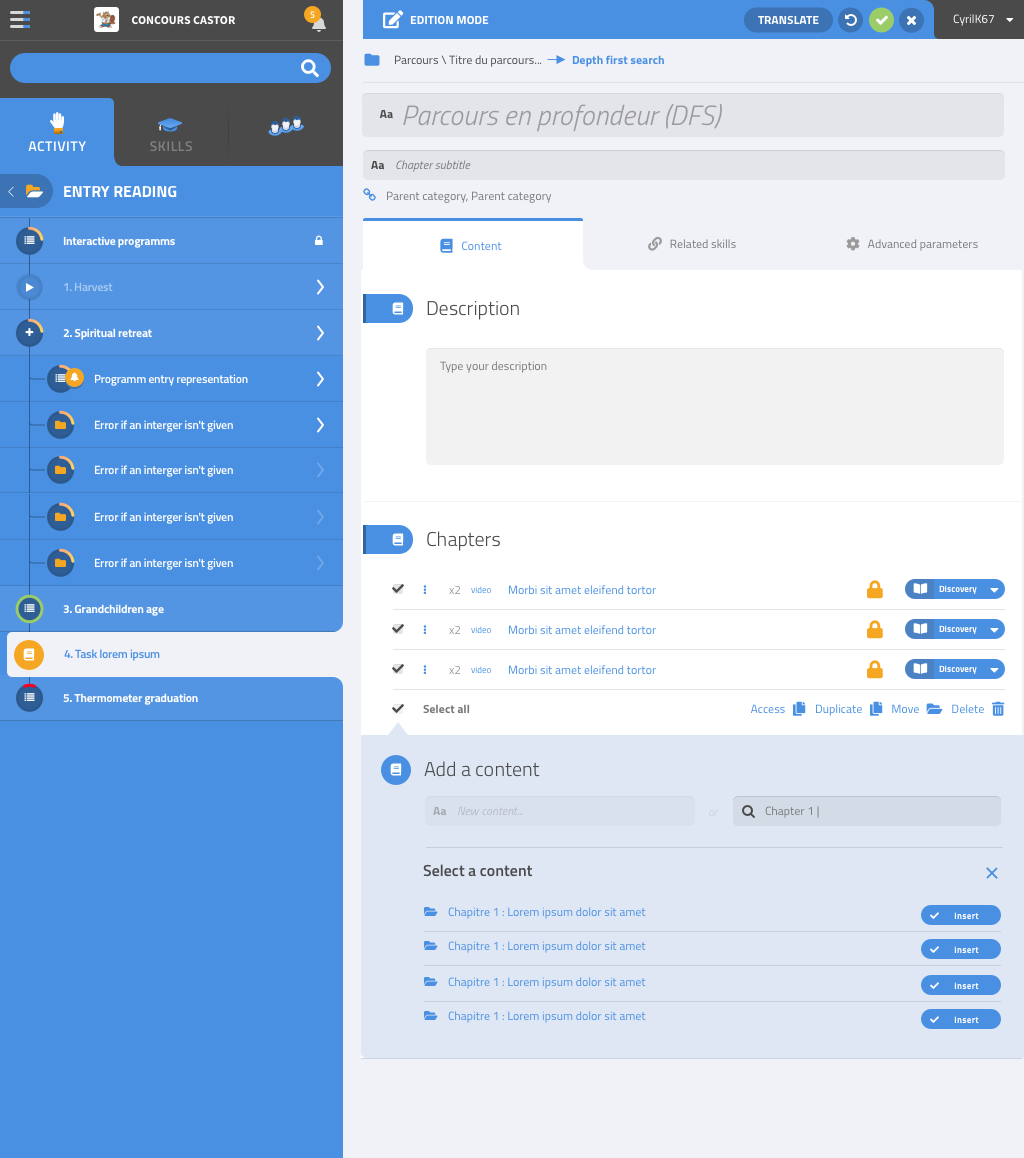 CONCOURS CASTOR
5
ACTIVITY
SKILLS
ENTRY READING
Interactive programms
1. Harvest
2. Spiritual retreat
Programm entry representation
Error if an interger isn't given
Error if an interger isn't given
Error if an interger isn't given
Error if an interger isn't given
3. Grandchildren age
4. Task lorem ipsum
5. Thermometer graduation
EDITION MODE
TRANSLATE
CyrilK67
Parcours \ Titre du parcours... Depth first search
Aa Parcours en profondeur (DFS)
Aa Chapter subtitle
Parent category, Parent category
Content
Related skills
Advanced parameters
Description
Type your description
Chapters
x2 video Morbi sit amet eleifend tortor Discovery
x2 video Morbi sit amet eleifend tortor Discovery
x2 video Morbi sit amet eleifend tortor Discovery
Select all Access Duplicate Move Delete
Add a content
Aa New content... or Chapter 1 |
Select a content
Chapitre 1 : Lorem ipsum dolor sit amet Insert
Chapitre 1 : Lorem ipsum dolor sit amet Insert
Chapitre 1 : Lorem ipsum dolor sit amet Insert
Chapitre 1 : Lorem ipsum dolor sit amet Insert